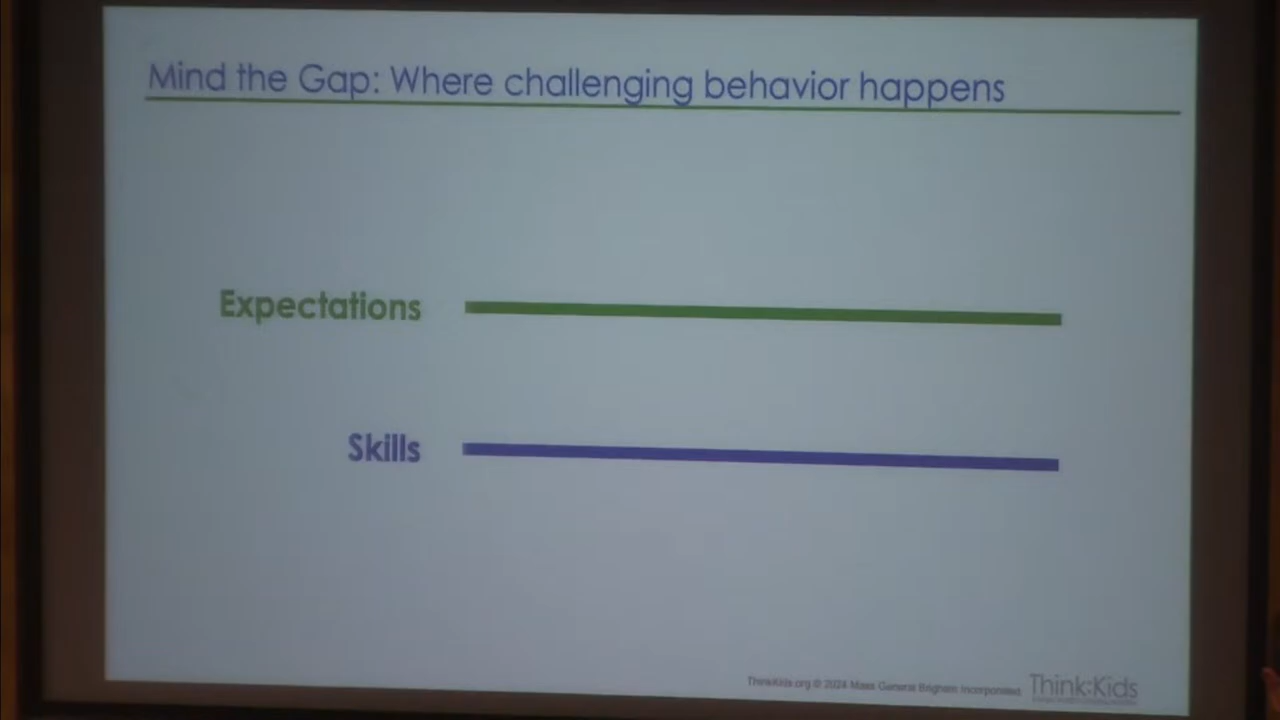 Mind the Gap: Where challenging behavior happens
Expectations
Skills
ThinkKids.org © 2024 Mass General Brigham Incorporated
Think:Kids